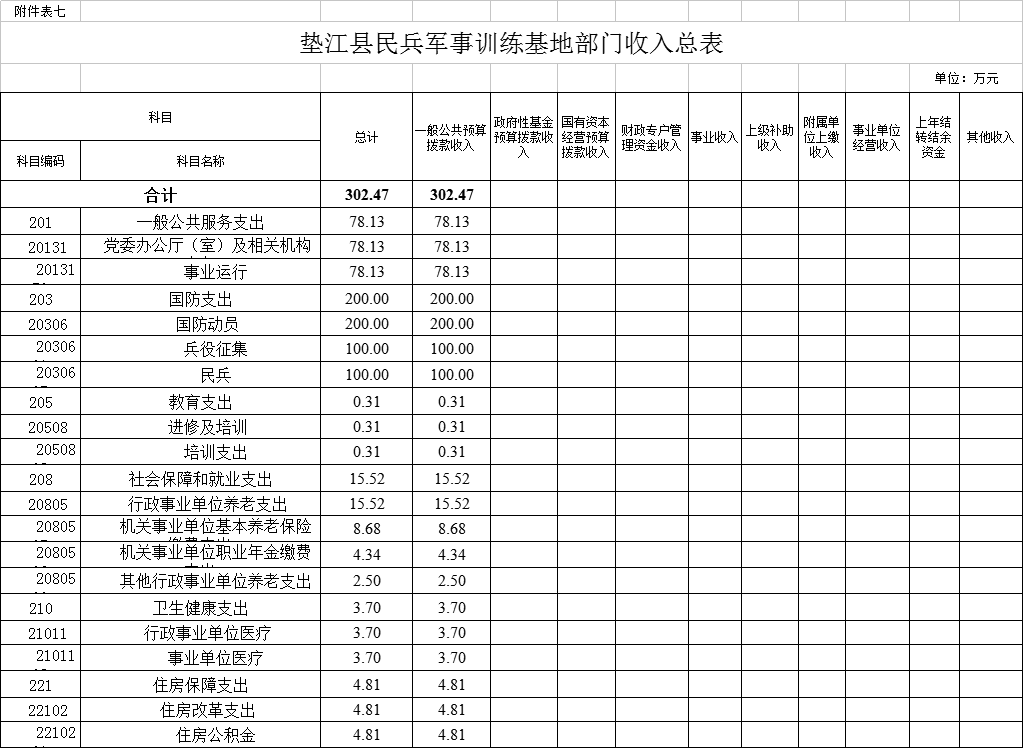 附件表七
垫江县民兵军事训练基地部门收入总表
单位：万元
科目 总计 一般公共预算拨款收入 政府性基金预算拨款收入 国有资本经营预算拨款收入 财政专户管理资金收入 事业收入 上级补助收入 附属单位上缴收入 事业单位经营收入 上年结转结余资金 其他收入
科目编码 科目名称
合计 302.47 302.47
201 一般公共服务支出 78.13 78.13
20131 党委办公厅（室）及相关机构 78.13 78.13
20131 事业运行 78.13 78.13
203 国防支出 200.00 200.00
20306 国防动员 200.00 200.00
20306 兵役征集 100.00 100.00
20306 民兵 100.00 100.00
205 教育支出 0.31 0.31
20508 进修及培训 0.31 0.31
20508 培训支出 0.31 0.31
208 社会保障和就业支出 15.52 15.52
20805 行政事业单位养老支出 15.52 15.52
20805 机关事业单位基本养老保险 8.68 8.68
20805 机关事业单位职业年金缴费 4.34 4.34
20805 其他行政事业单位养老支出 2.50 2.50
210 卫生健康支出 3.70 3.70
21011 行政事业单位医疗 3.70 3.70
21011 事业单位医疗 3.70 3.70
221 住房保障支出 4.81 4.81
22102 住房改革支出 4.81 4.81
22102 住房公积金 4.81 4.81